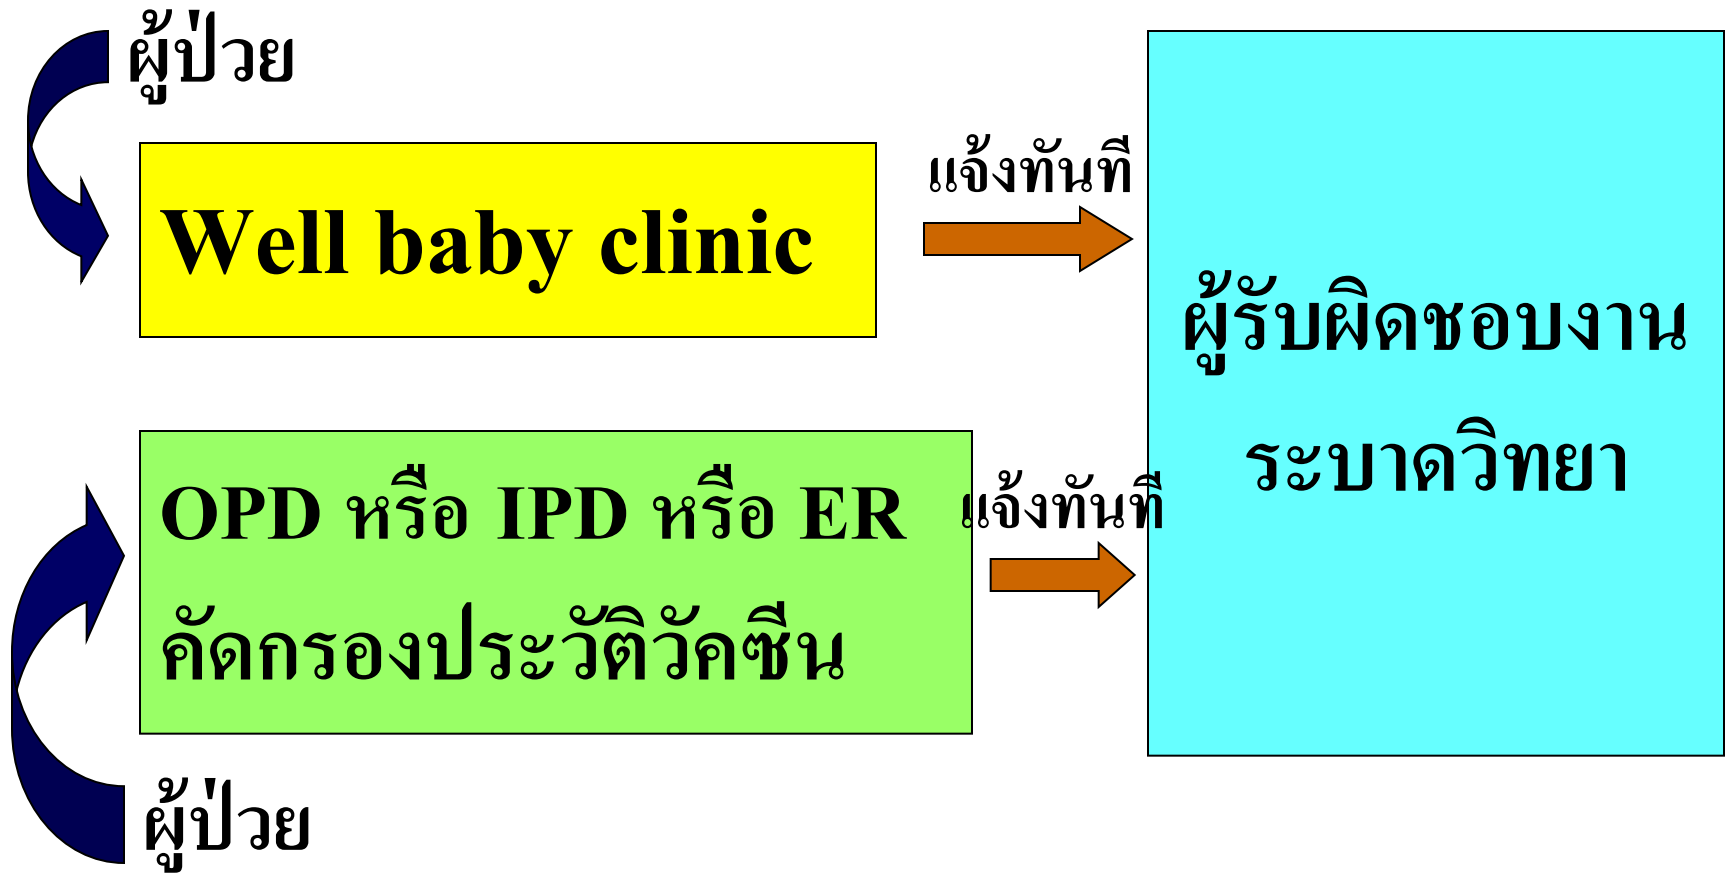 ผู้ป่วย
Well baby clinic
แจ้งทันที
ผู้รับผิดชอบงาน
ระบาดวิทยา
OPD หรือ IPD หรือ ER
คัดกรองประวัติวัคซีน
แจ้งทันที
ผู้ป่วย